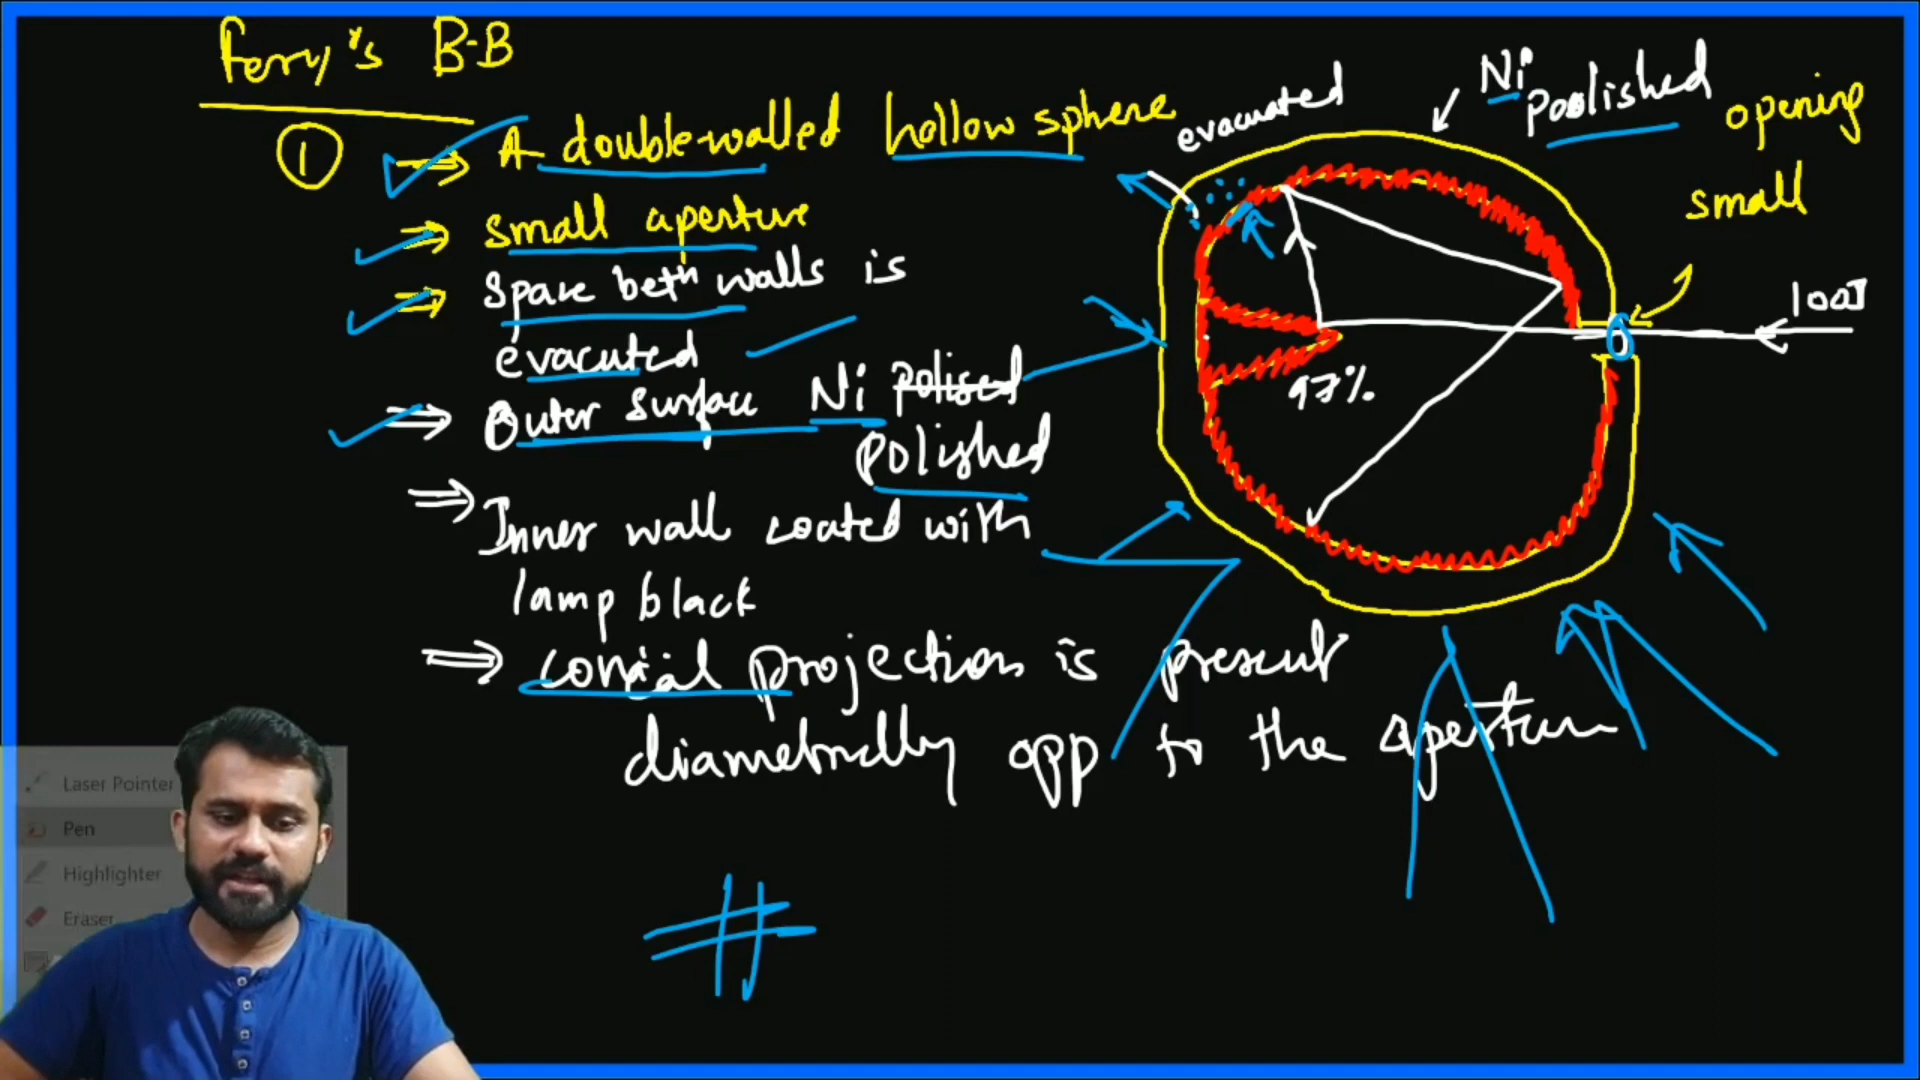 Ferry's B-B
① ⇒ A double-walled hollow sphere
⇒ small aperture
⇒ Space betⁿ walls is
evacuted
⇒ Outer surface Ni polised
polished
⇒ Inner wall coated with
lamp black
⇒ conical projection is present
diametrically opp to the aperture
evacuated
Ni
poolished
opening
small
100J
97%
Laser Pointer
Pen
Highlighter
Eraser